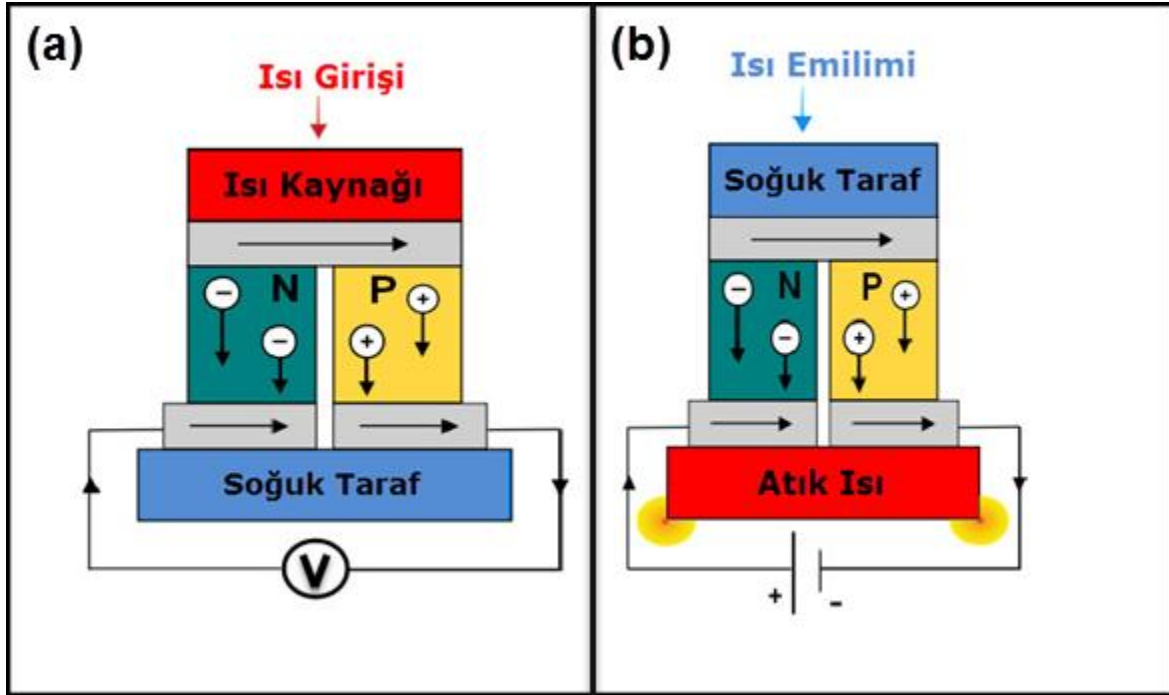 (a)
Isı Girişi
Isı Kaynağı
N P
− +
− +
Soğuk Taraf
V
(b)
Isı Emilimi
Soğuk Taraf
N P
− +
− +
Atık Isı
+ -